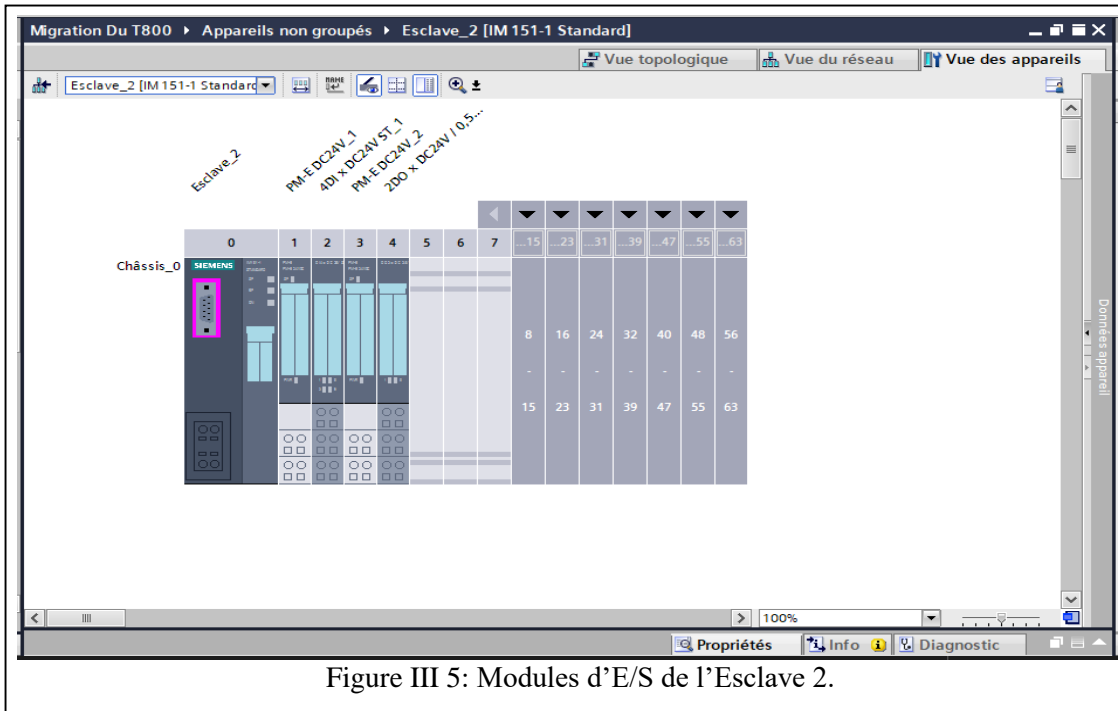 Migration Du T800 ▸ Appareils non groupés ▸ Esclave_2 [IM 151-1 Standard]
Vue topologique Vue du réseau Vue des appareils
Esclave_2 [IM 151-1 Standard
Esclave_2 PM-E DC24V_1 4DI x DC24V ST_1 PM-E DC24V_2 2DO x DC24V / 0,5...
0 1 2 3 4 5 6 7 ...15 ...23 ...31 ...39 ...47 ...55 ...63
Châssis_0 SIEMENS
8 16 24 32 40 48 56
- - - - - - -
15 23 31 39 47 55 63
Données appareil
100%
Propriétés Info Diagnostic
Figure III 5: Modules d’E/S de l’Esclave 2.